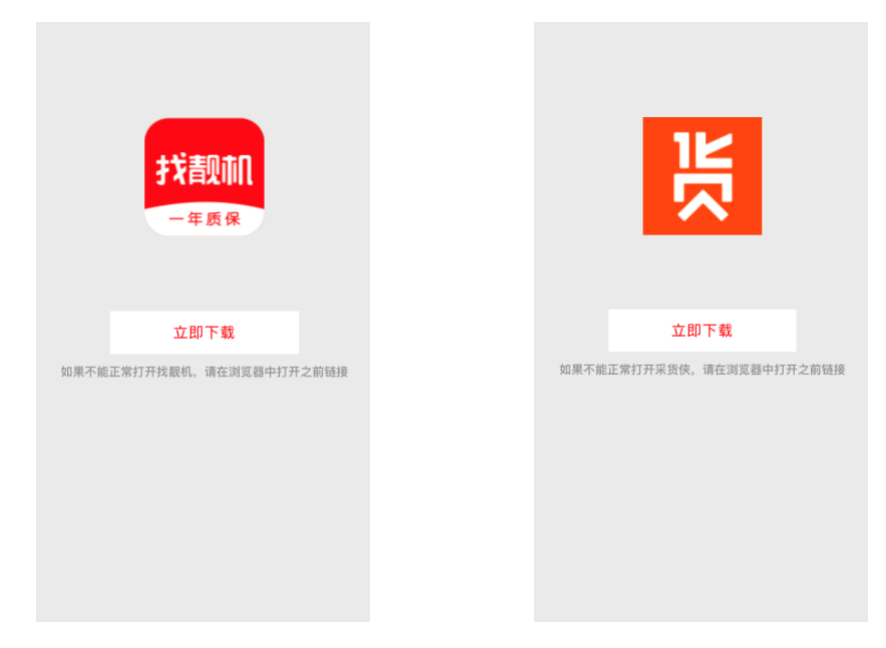 找靓机
一年质保
立即下载
如果不能正常打开找靓机，请在浏览器中打开之前链接
货
立即下载
如果不能正常打开采货侠，请在浏览器中打开之前链接